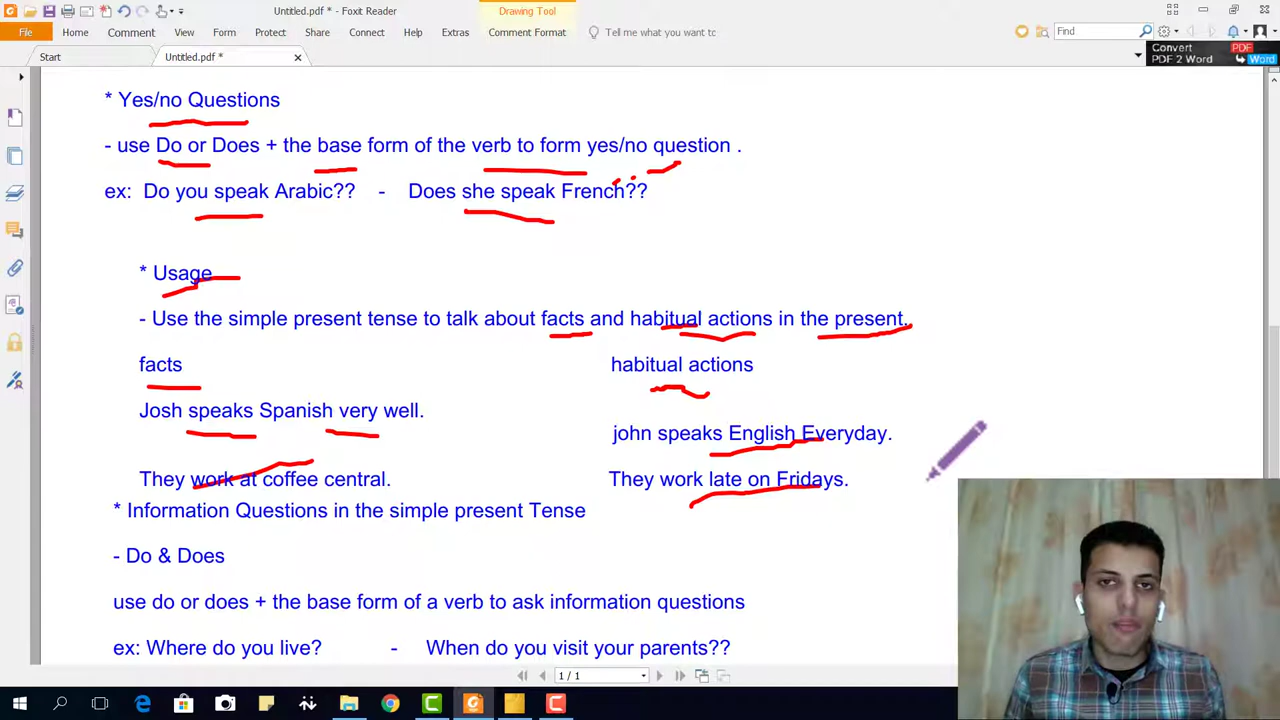 Untitled.pdf * - Foxit Reader
Drawing Tool
File Home Comment View Form Protect Share Connect Help Extras Comment Format Tell me what you want tc Find
Start Untitled.pdf *
Convert PDF
PDF 2 Word Word
* Yes/no Questions
- use Do or Does + the base form of the verb to form yes/no question .
ex: Do you speak Arabic?? - Does she speak French??
* Usage
- Use the simple present tense to talk about facts and habitual actions in the present..
facts habitual actions
Josh speaks Spanish very well.
john speaks English Everyday.
They work at coffee central. They work late on Fridays.
* Information Questions in the simple present Tense
- Do & Does
use do or does + the base form of a verb to ask information questions
ex: Where do you live? - When do you visit your parents??
1 / 1